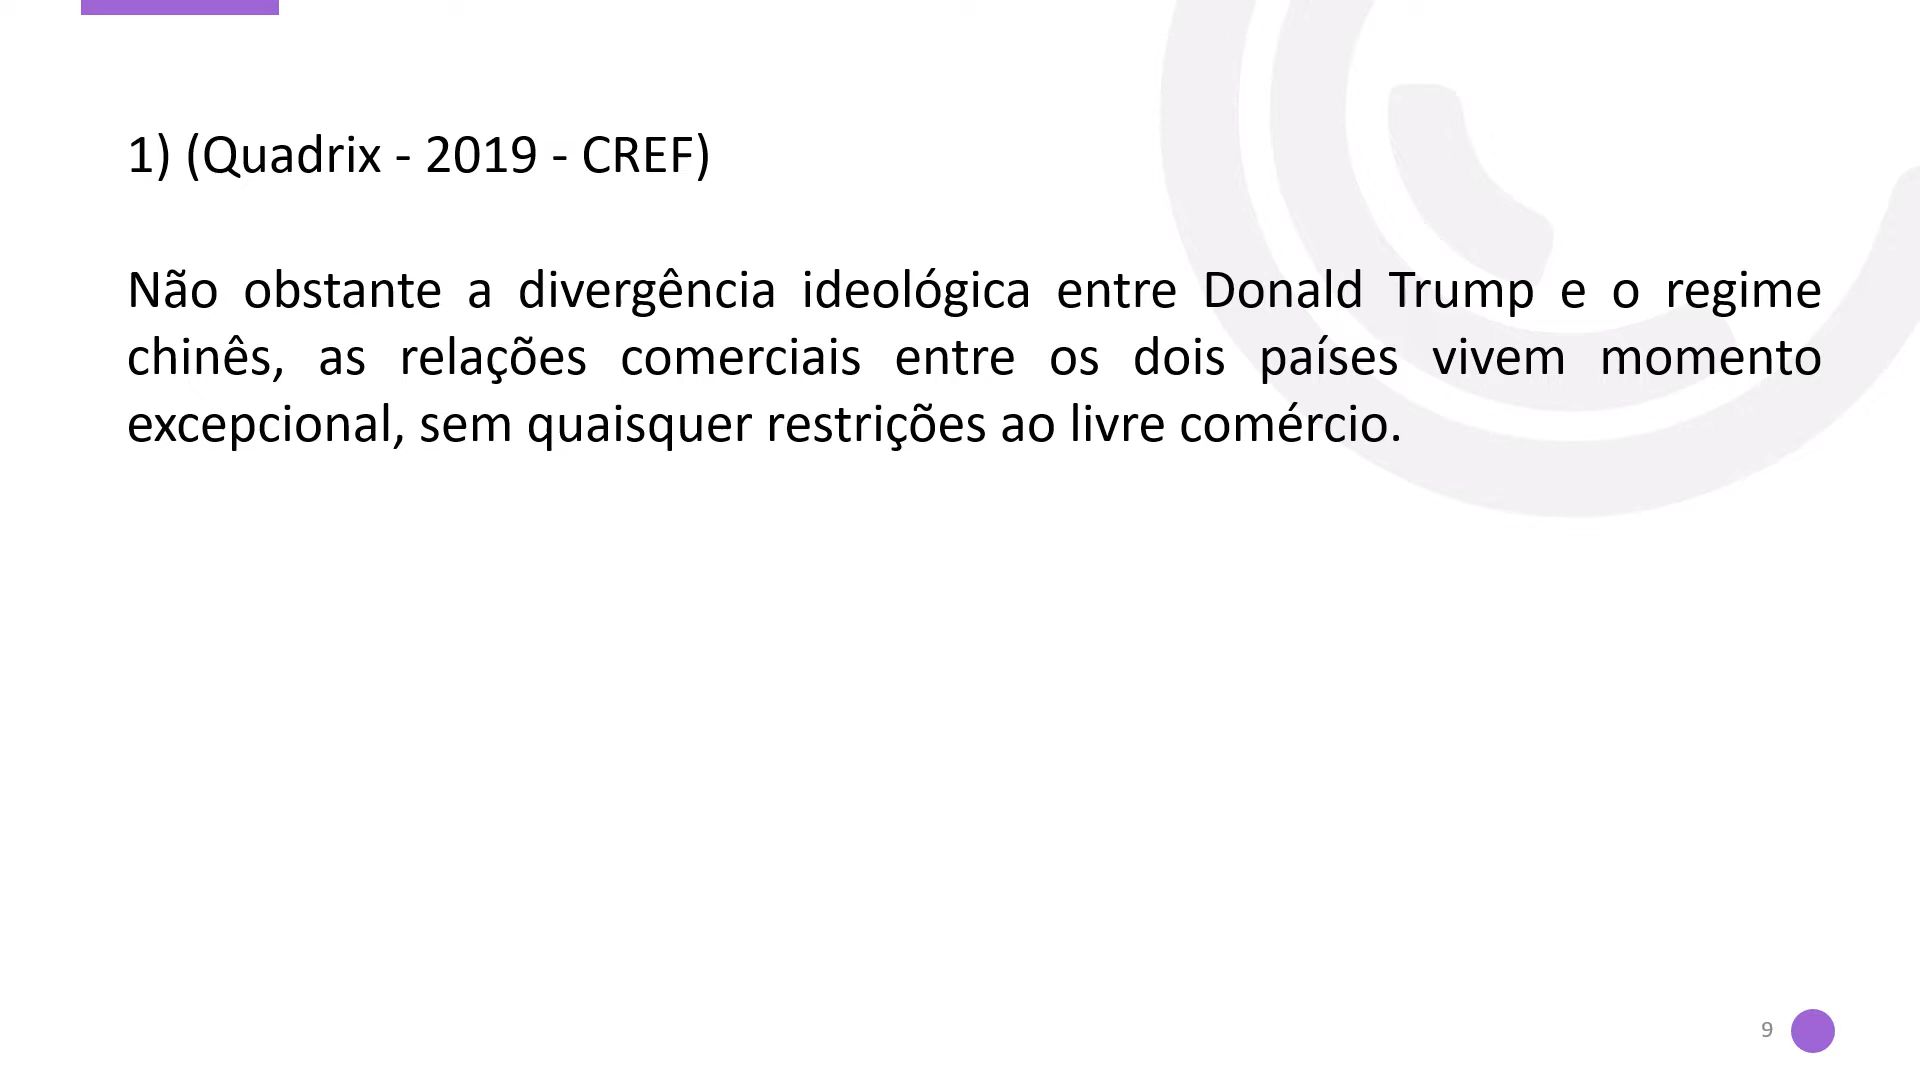 1) (Quadrix - 2019 - CREF)
Não obstante a divergência ideológica entre Donald Trump e o regime
chinês, as relações comerciais entre os dois países vivem momento
excepcional, sem quaisquer restrições ao livre comércio.
9